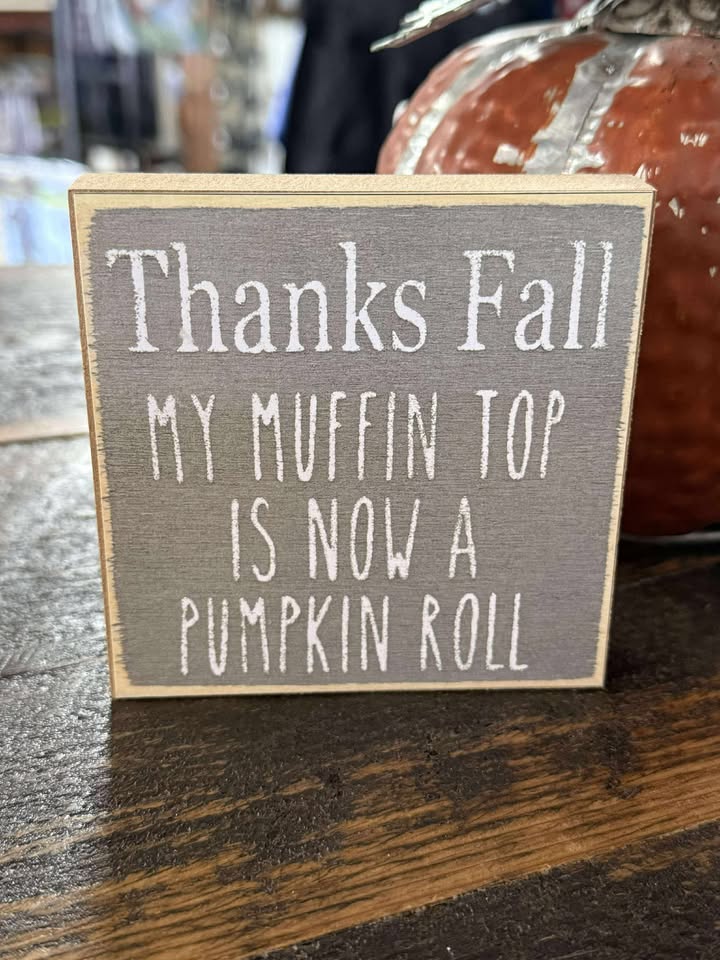 Thanks Fall
MY MUFFIN TOP
IS NOW A
PUMPKIN ROLL